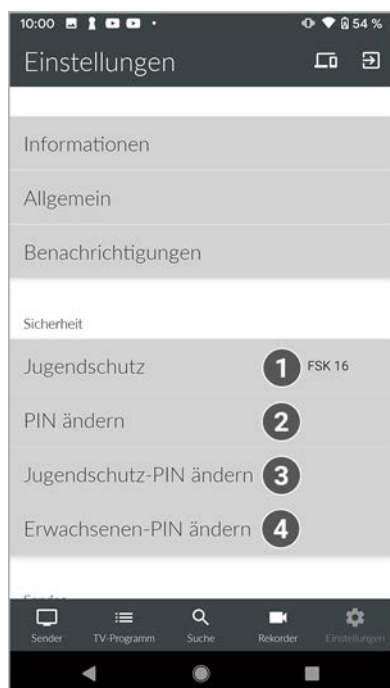 10:00 54 %
Einstellungen
Informationen
Allgemein
Benachrichtigungen
Sicherheit
Jugendschutz 1 FSK 16
PIN ändern 2
Jugendschutz-PIN ändern 3
Erwachsenen-PIN ändern 4
Sender
Sender TV-Programm Suche Rekorder Einstellungen